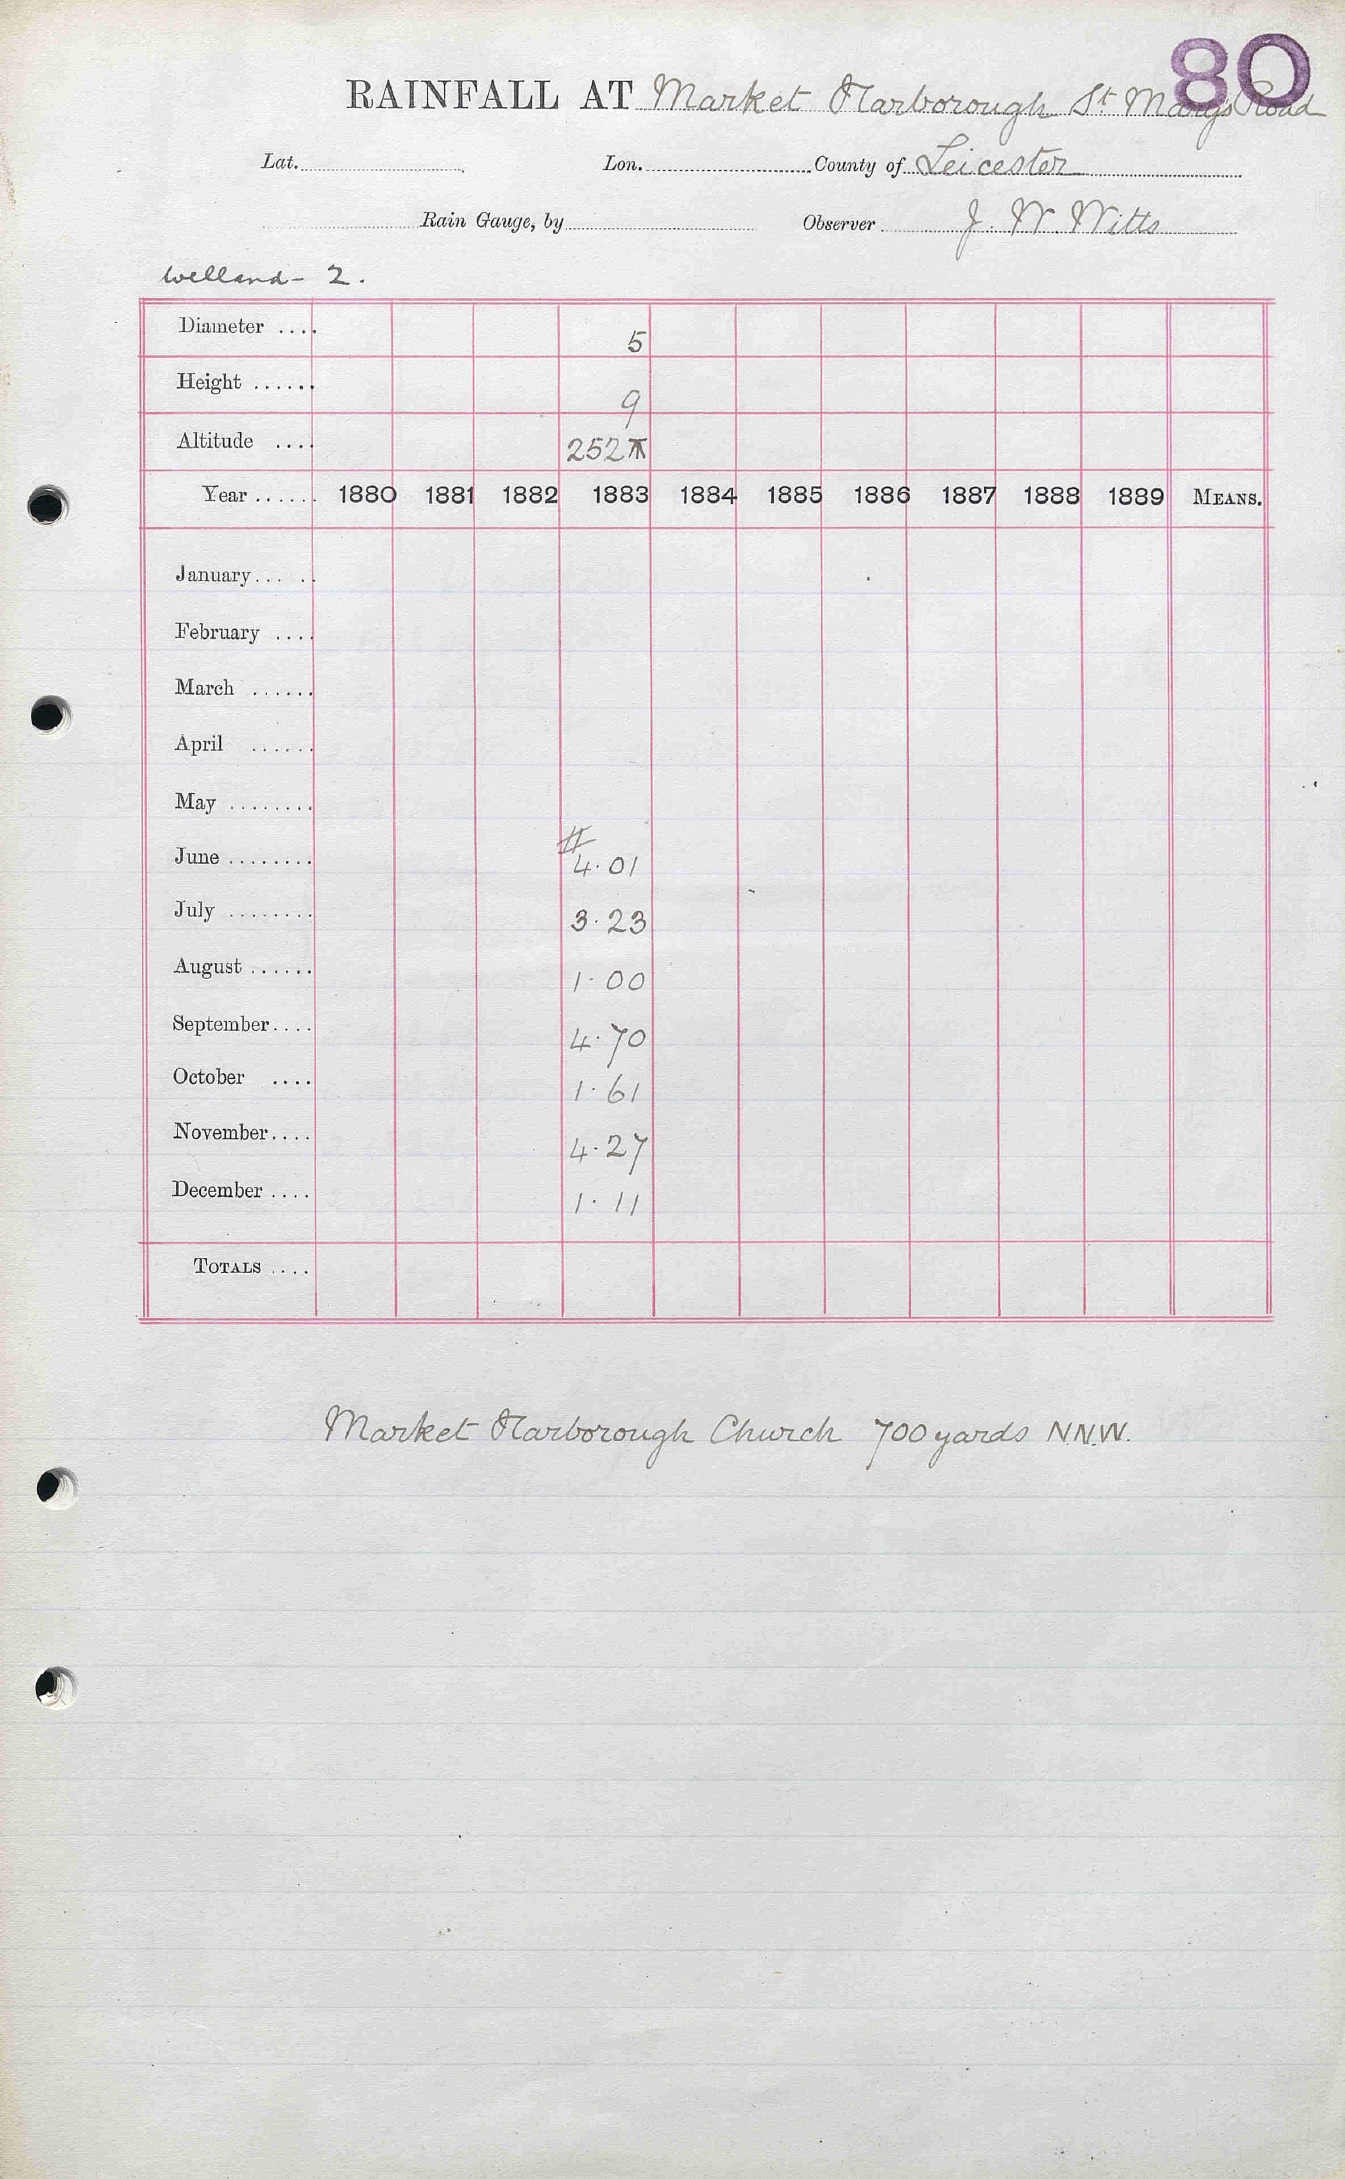 80
RAINFALL AT Market Harborough St Marys Road
Lat. Lon. County of Leicester
Rain Gauge, by Observer J. W. Witts
Welland - 2.
Diameter .... 5
Height ...... 9
Altitude .... 252
Year ...... 1880 1881 1882 1883 1884 1885 1886 1887 1888 1889 MEANS.
January.....
February ....
March ......
April ......
May ........
#
June ........ 4.01
July ........ 3.23
August ...... 1.00
September.... 4.70
October .... 1.61
November.... 4.27
December .... 1.11
TOTALS ....
Market Harborough Church 700 yards N.N.W.